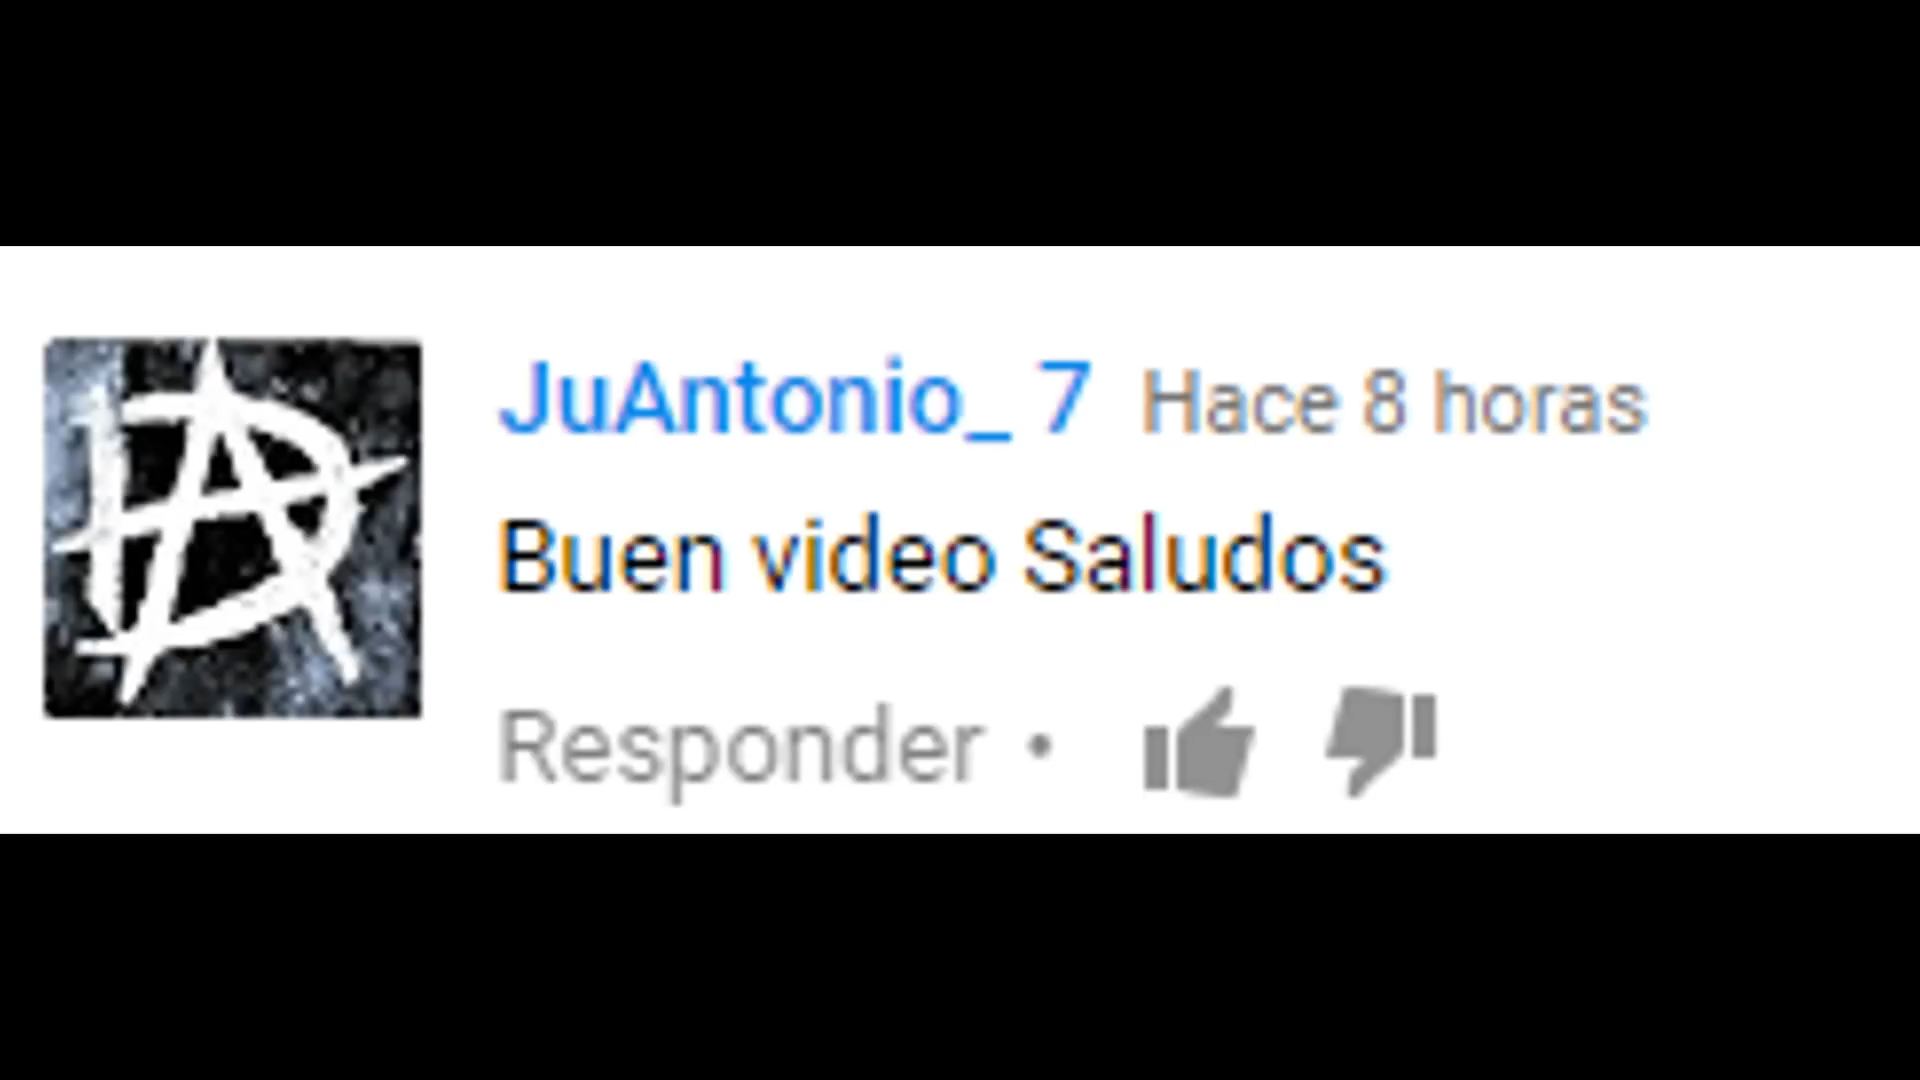 JuAntonio_ 7 Hace 8 horas
Buen video Saludos
Responder •